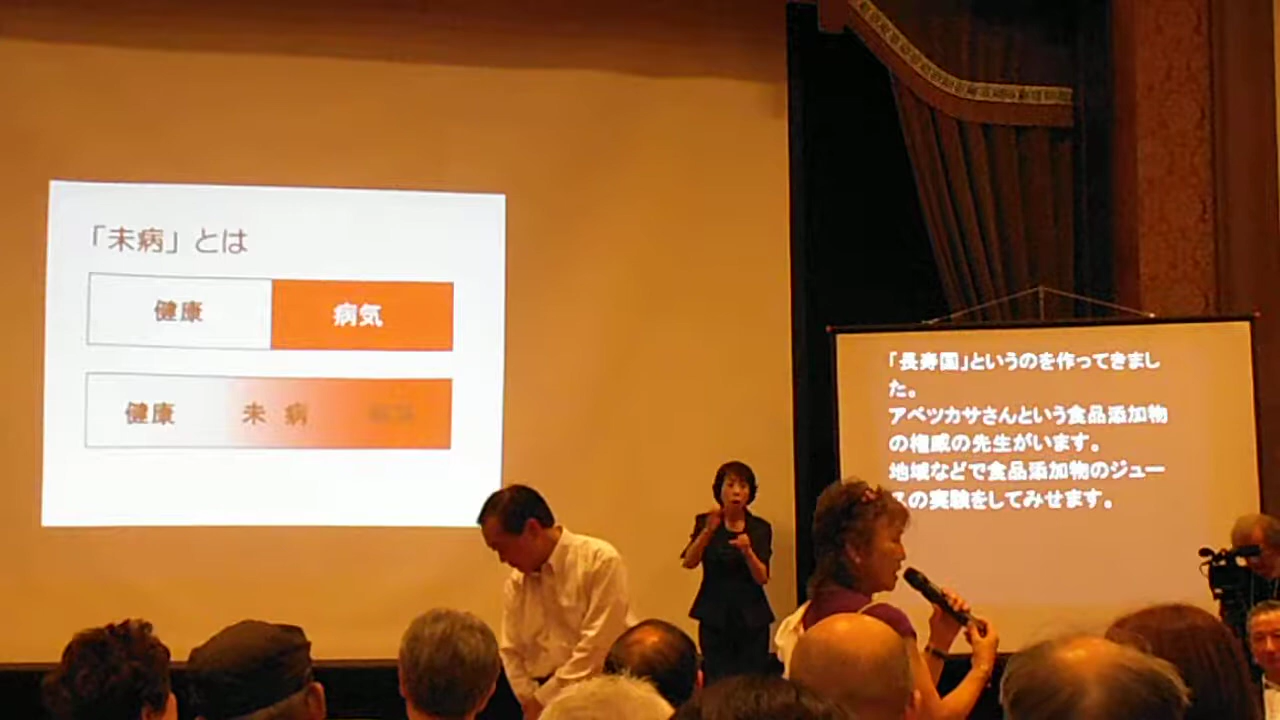 「未病」とは
健康
病気
健康
未 病
「長寿国」というのを作ってきまし
た。
アベツカサさんという食品添加物
の権威の先生がいます。
地域などで食品添加物のジュー
スの実験をしてみせます。